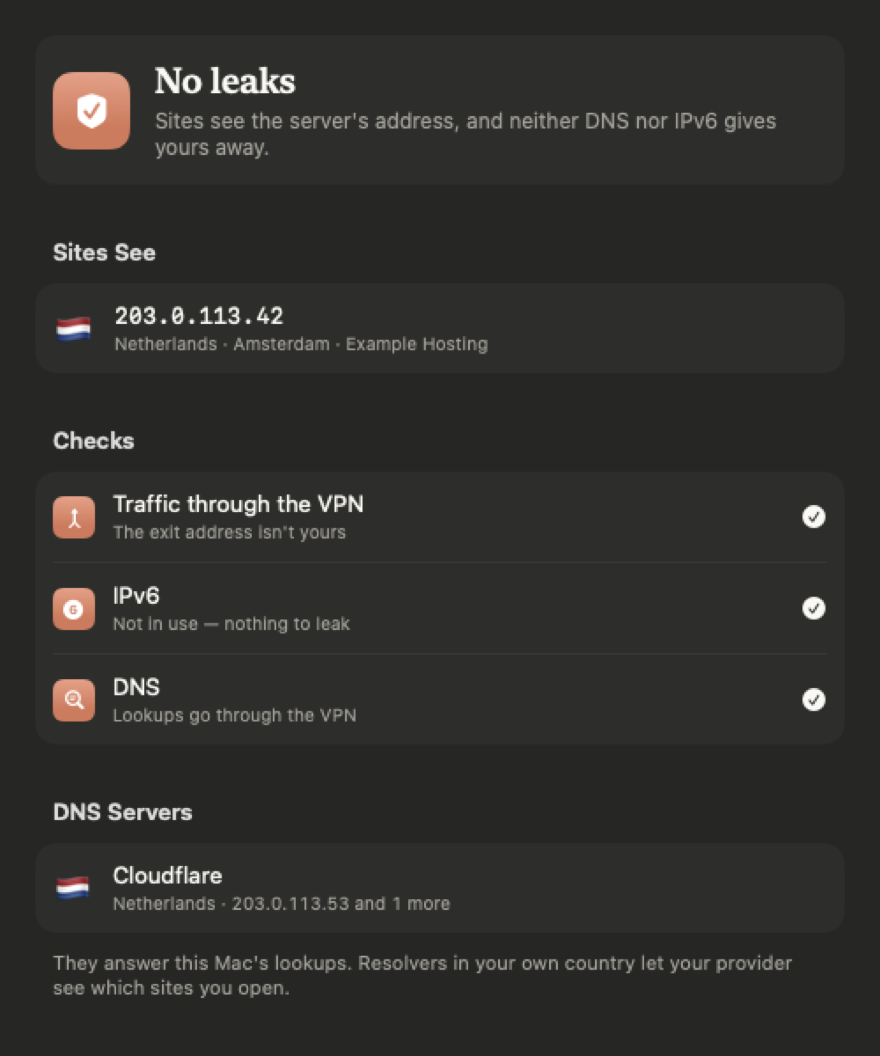 No leaks
Sites see the server's address, and neither DNS nor IPv6 gives
yours away.
Sites See
203.0.113.42
Netherlands · Amsterdam · Example Hosting
Checks
Traffic through the VPN
The exit address isn't yours
6
IPv6
Not in use — nothing to leak
DNS
Lookups go through the VPN
DNS Servers
Cloudflare
Netherlands · 203.0.113.53 and 1 more
They answer this Mac's lookups. Resolvers in your own country let your provider
see which sites you open.